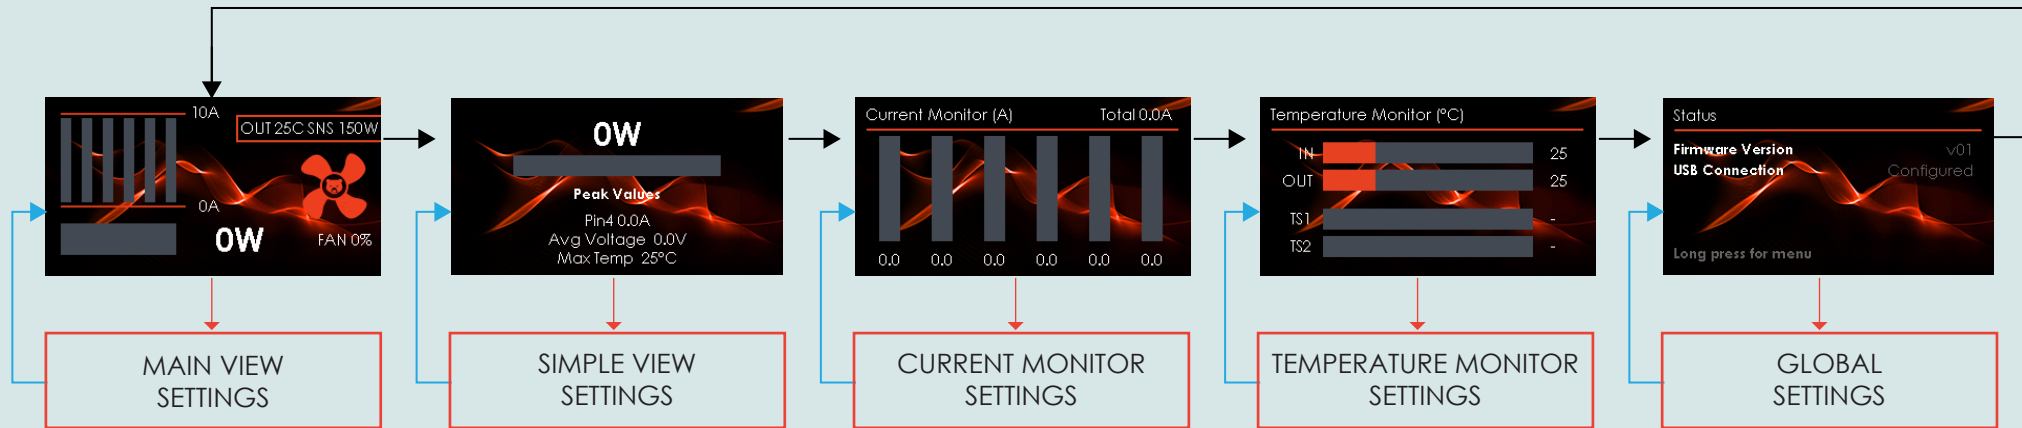 10A
OUT 25C SNS 150W
0A
0W
FAN 0%
0W
Peak Values
Pin4 0.0A
Avg Voltage 0.0V
Max Temp 25°C
Current Monitor (A) Total 0.0A
0.0 0.0 0.0 0.0 0.0 0.0
Temperature Monitor (°C)
IN 25
OUT 25
TS1 -
TS2 -
Status
Firmware Version v01
USB Connection Configured
Long press for menu
MAIN VIEW
SETTINGS
SIMPLE VIEW
SETTINGS
CURRENT MONITOR
SETTINGS
TEMPERATURE MONITOR
SETTINGS
GLOBAL
SETTINGS